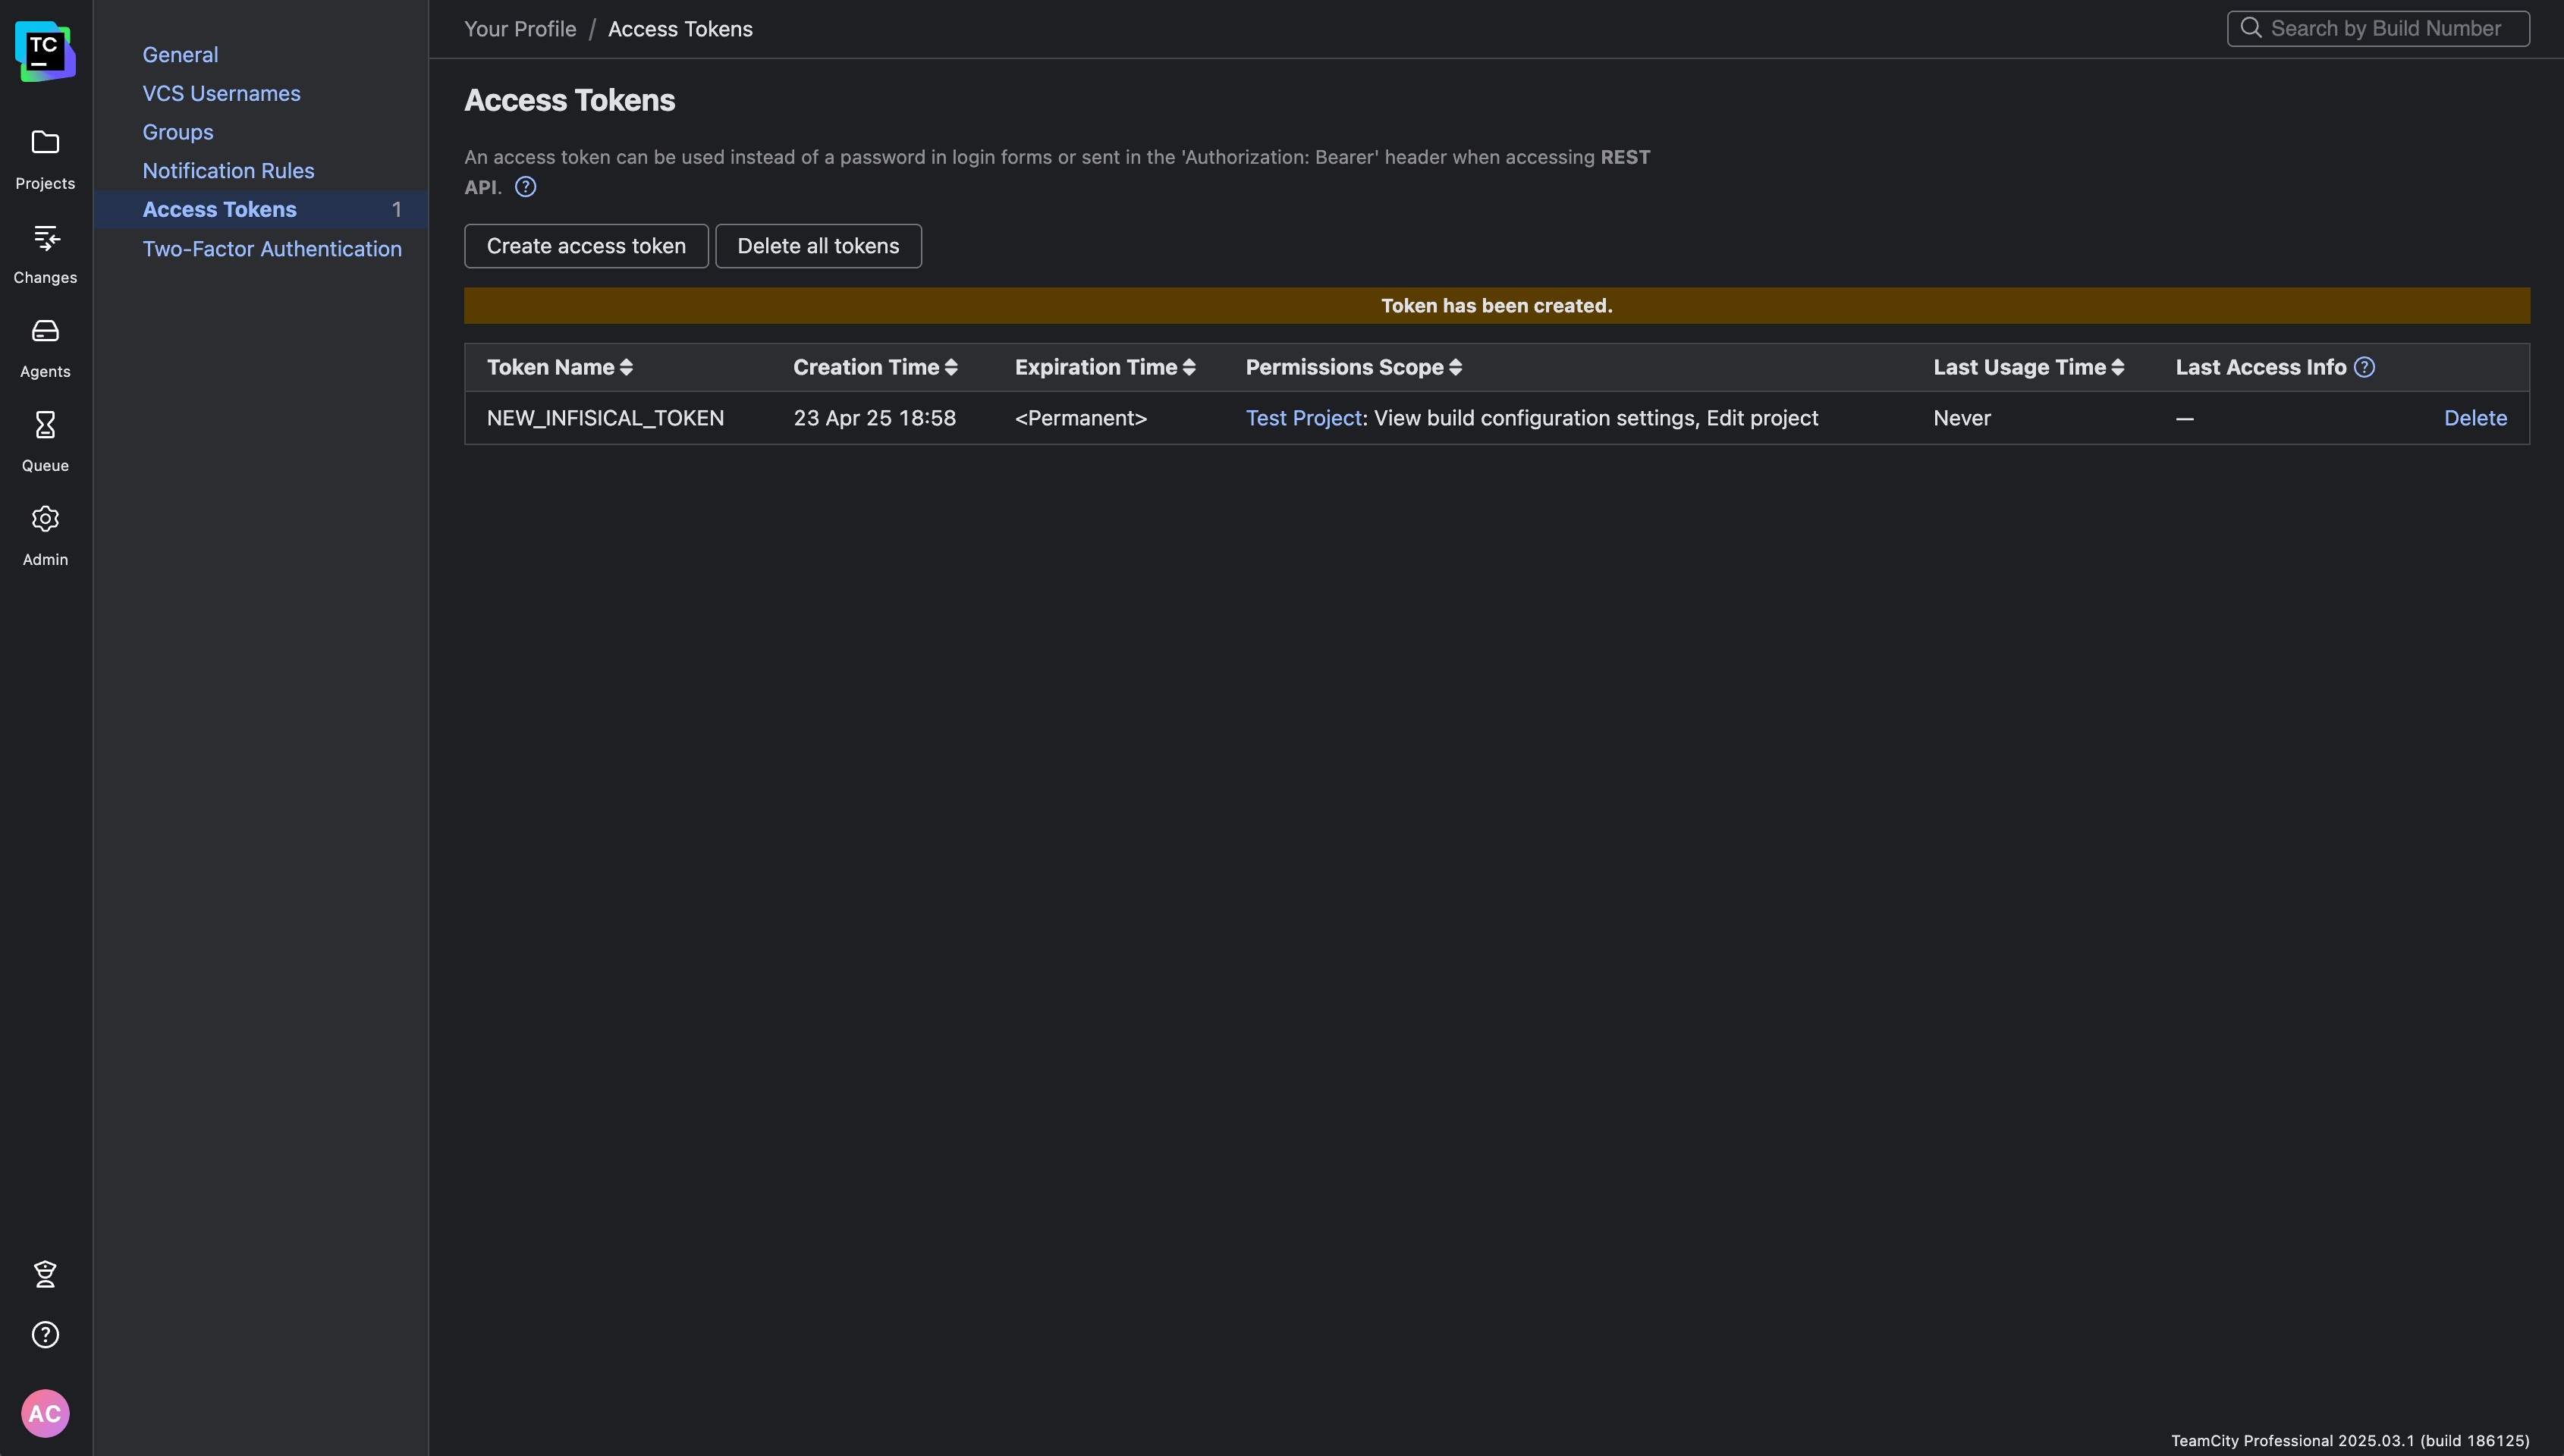 TC
Projects
Changes
Agents
Queue
Admin
AC
General
VCS Usernames
Groups
Notification Rules
Access Tokens 1
Two-Factor Authentication
Your Profile / Access Tokens
Search by Build Number
Access Tokens
An access token can be used instead of a password in login forms or sent in the 'Authorization: Bearer' header when accessing REST
API. ?
Create access token Delete all tokens
Token has been created.
Token Name Creation Time Expiration Time Permissions Scope Last Usage Time Last Access Info ?
NEW_INFISICAL_TOKEN 23 Apr 25 18:58 <Permanent> Test Project: View build configuration settings, Edit project Never — Delete
TeamCity Professional 2025.03.1 (build 186125)